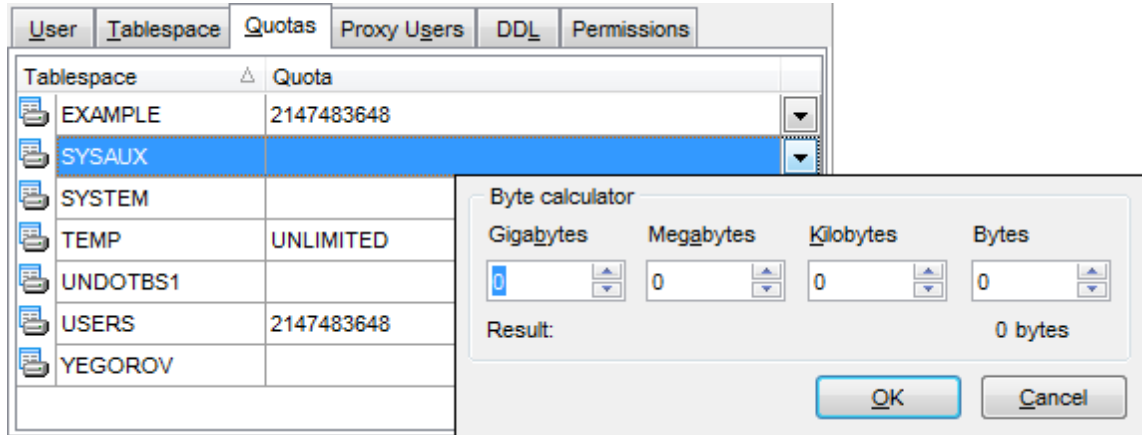 User Tablespace Quotas Proxy Users DDL Permissions
Tablespace Quota
EXAMPLE 2147483648
SYSAUX
SYSTEM
TEMP UNLIMITED
UNDOTBS1
USERS 2147483648
YEGOROV
Byte calculator
Gigabytes Megabytes Kilobytes Bytes
0 0 0 0
Result: 0 bytes
OK Cancel